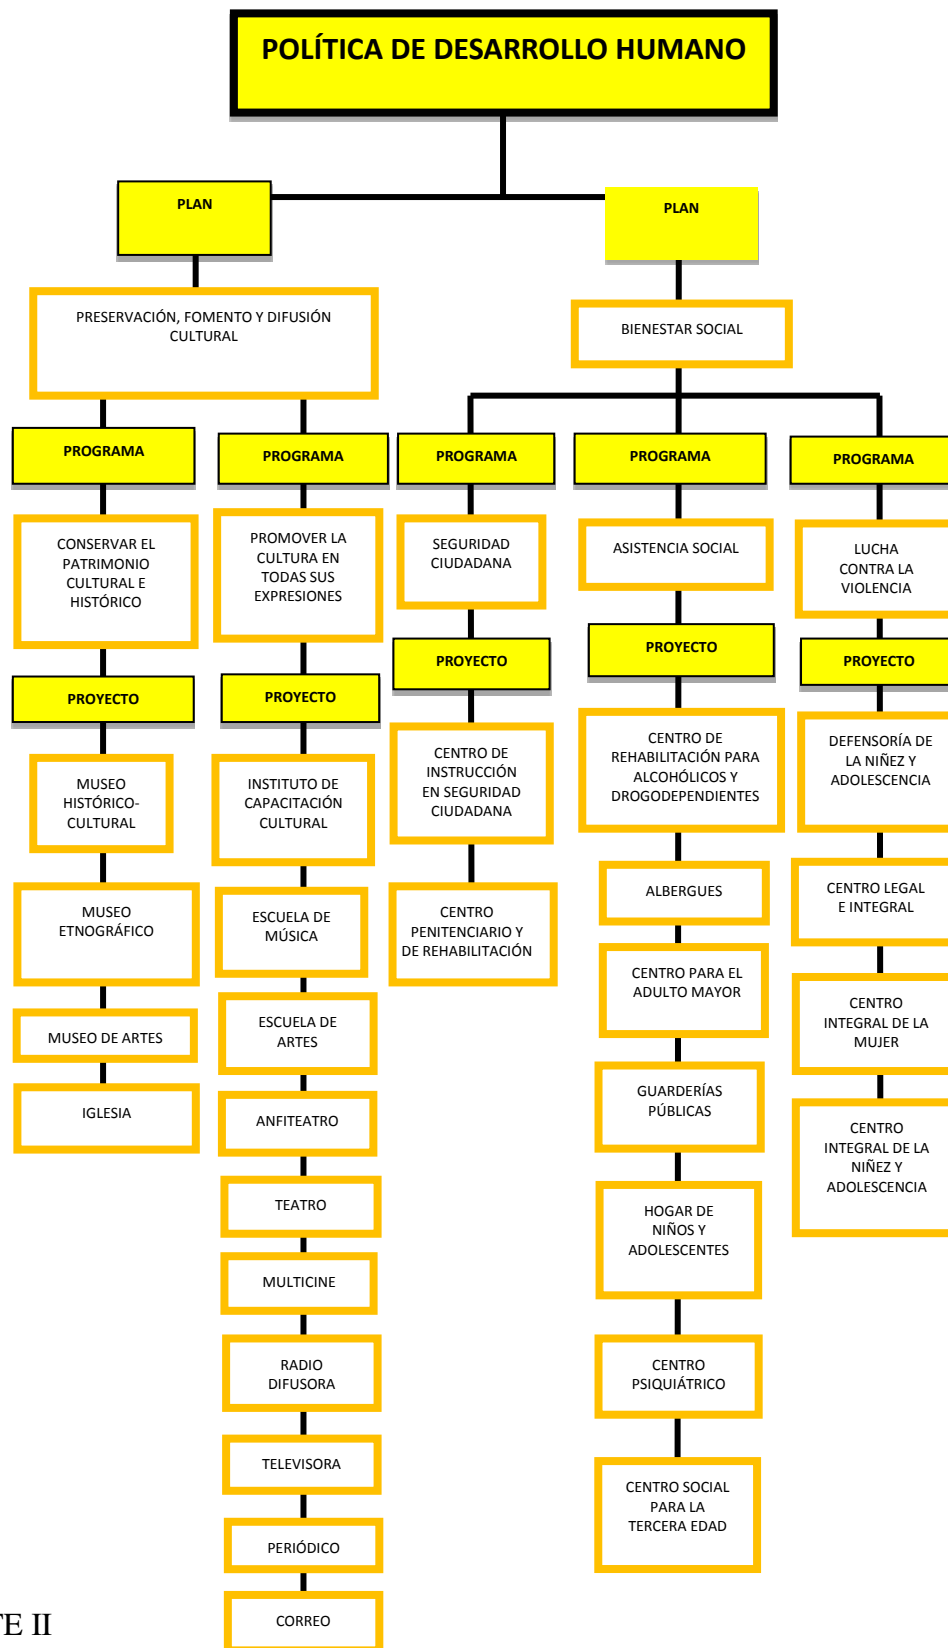 POLÍTICA DE DESARROLLO HUMANO
PLAN
PRESERVACIÓN, FOMENTO Y DIFUSIÓN
CULTURAL
PROGRAMA
CONSERVAR EL
PATRIMONIO
CULTURAL E
HISTÓRICO
PROYECTO
MUSEO
HISTÓRICO-
CULTURAL
MUSEO
ETNOGRÁFICO
MUSEO DE ARTES
IGLESIA
PROGRAMA
PROMOVER LA
CULTURA EN
TODAS SUS
EXPRESIONES
PROYECTO
INSTITUTO DE
CAPACITACIÓN
CULTURAL
ESCUELA DE
MÚSICA
ESCUELA DE
ARTES
ANFITEATRO
TEATRO
MULTICINE
RADIO
DIFUSORA
TELEVISORA
PERIÓDICO
CORREO
PLAN
BIENESTAR SOCIAL
PROGRAMA
SEGURIDAD
CIUDADANA
PROYECTO
CENTRO DE
INSTRUCCIÓN
EN SEGURIDAD
CIUDADANA
CENTRO
PENITENCIARIO Y
DE REHABILITACIÓN
PROGRAMA
ASISTENCIA SOCIAL
PROYECTO
CENTRO DE
REHABILITACIÓN PARA
ALCOHÓLICOS Y
DROGODEPENDIENTES
ALBERGUES
CENTRO PARA EL
ADULTO MAYOR
GUARDERÍAS
PÚBLICAS
HOGAR DE
NIÑOS Y
ADOLESCENTES
CENTRO
PSIQUIÁTRICO
CENTRO SOCIAL
PARA LA
TERCERA EDAD
PROGRAMA
LUCHA
CONTRA LA
VIOLENCIA
PROYECTO
DEFENSORÍA DE
LA NIÑEZ Y
ADOLESCENCIA
CENTRO LEGAL
E INTEGRAL
CENTRO
INTEGRAL DE LA
MUJER
CENTRO
INTEGRAL DE LA
NIÑEZ Y
ADOLESCENCIA
TE II